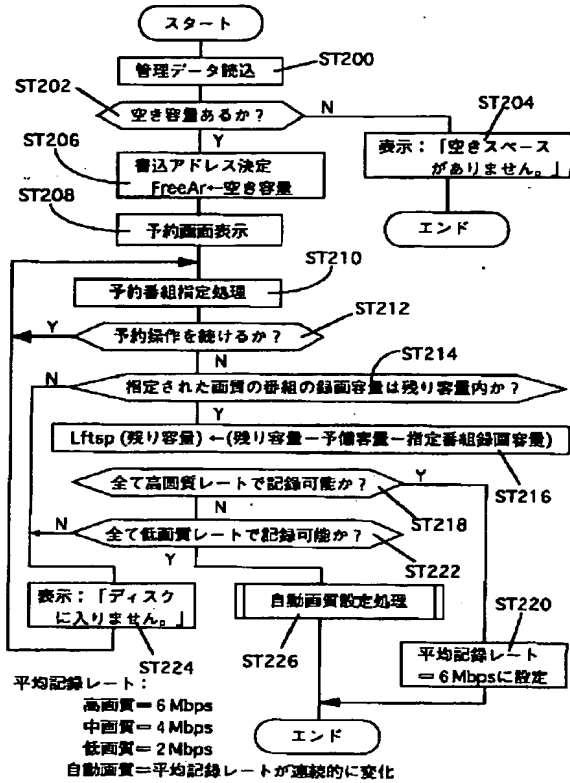 スタート
管理データ読込
ST200
ST202
空き容量あるか？
N
Y
ST204
表示：「空きスペース
がありません。」
エンド
ST206
書込アドレス決定
FreeAr←空き容量
ST208
予約画面表示
ST210
予約番組指定処理
ST212
Y
予約操作を続けるか？
N
ST214
N
指定された画質の番組の録画容量は残り容量内か？
Y
Lftsp (残り容量) ←(残り容量−予備容量−指定番組録画容量)
ST216
全て高画質レートで記録可能か？
Y
ST218
N
N
全て低画質レートで記録可能か？
ST222
Y
表示：「ディスク
に入りません。」
ST224
自動画質設定処理
ST226
ST220
平均記録レート
＝6Mbpsに設定
エンド
平均記録レート：
高画質＝6Mbps
中画質＝4Mbps
低画質＝2Mbps
自動画質＝平均記録レートが連続的に変化